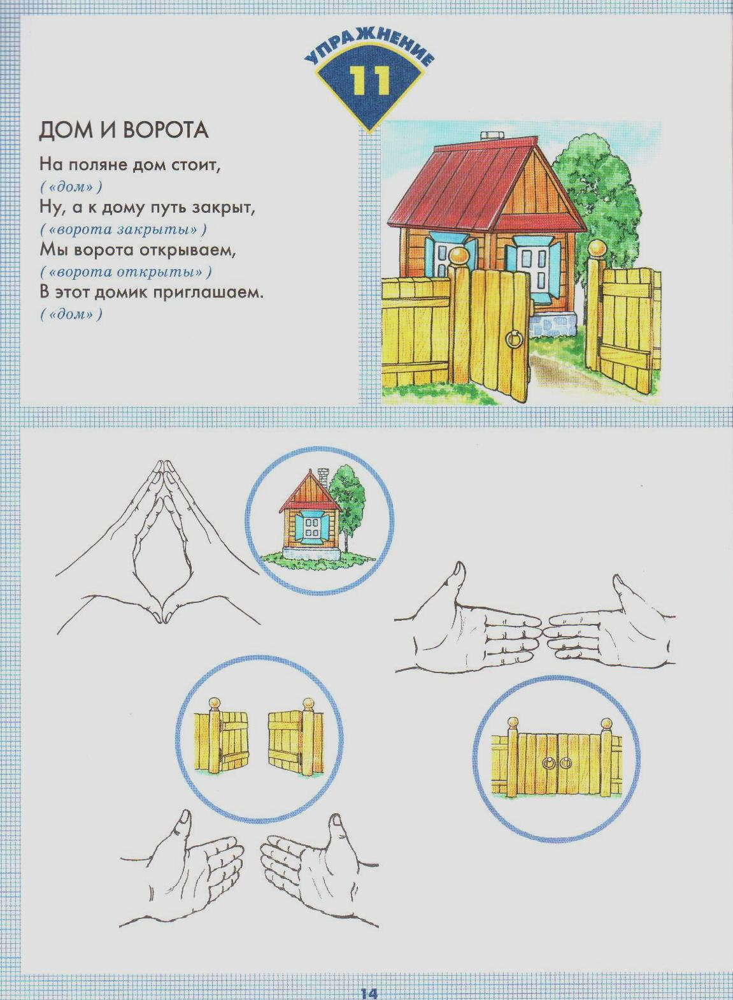 УПРАЖНЕНИЕ
11
ДОМ И ВОРОТА
На поляне дом стоит,
(«дом»)
Ну, а к дому путь закрыт,
(«ворота закрыты»)
Мы ворота открываем,
(«ворота открыты»)
В этот домик приглашаем.
(«дом»)
14